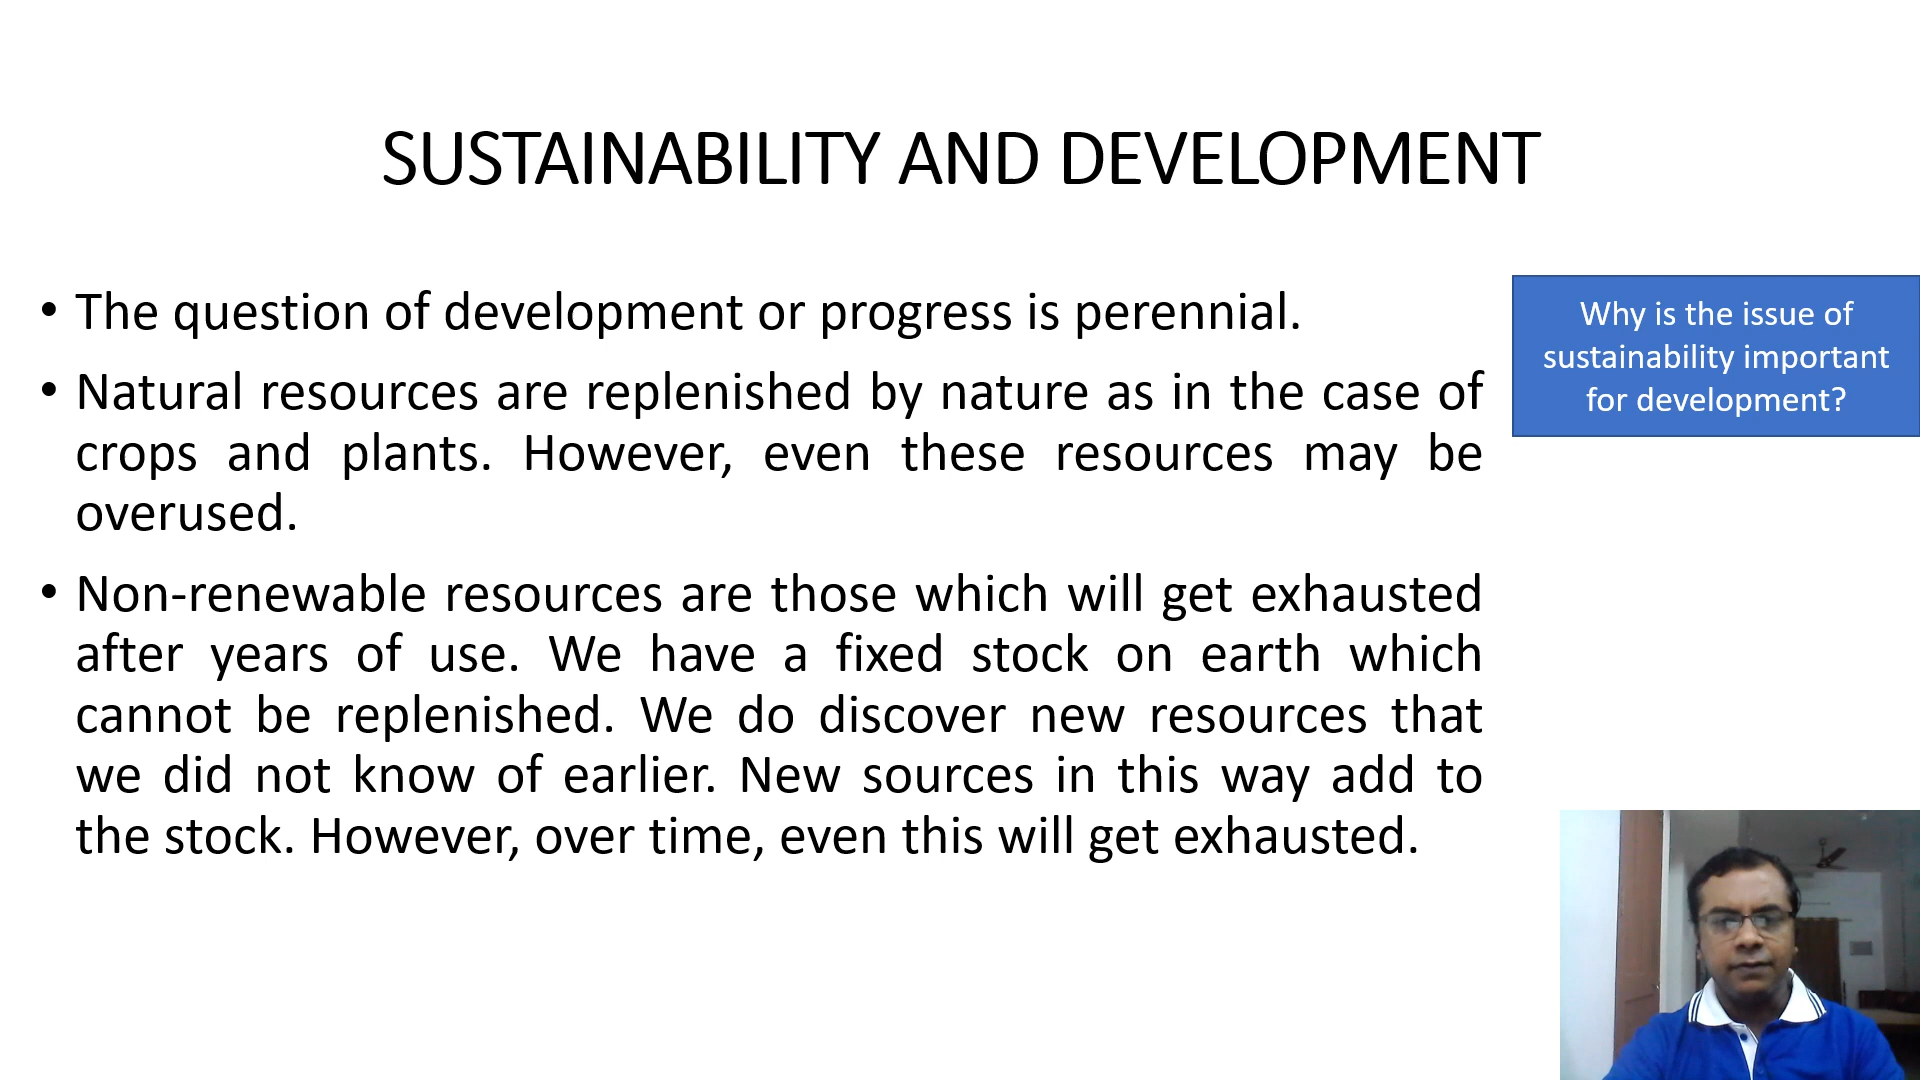 SUSTAINABILITY AND DEVELOPMENT
• The question of development or progress is perennial.
• Natural resources are replenished by nature as in the case of
crops and plants. However, even these resources may be
overused.
• Non-renewable resources are those which will get exhausted
after years of use. We have a fixed stock on earth which
cannot be replenished. We do discover new resources that
we did not know of earlier. New sources in this way add to
the stock. However, over time, even this will get exhausted.
Why is the issue of
sustainability important
for development?